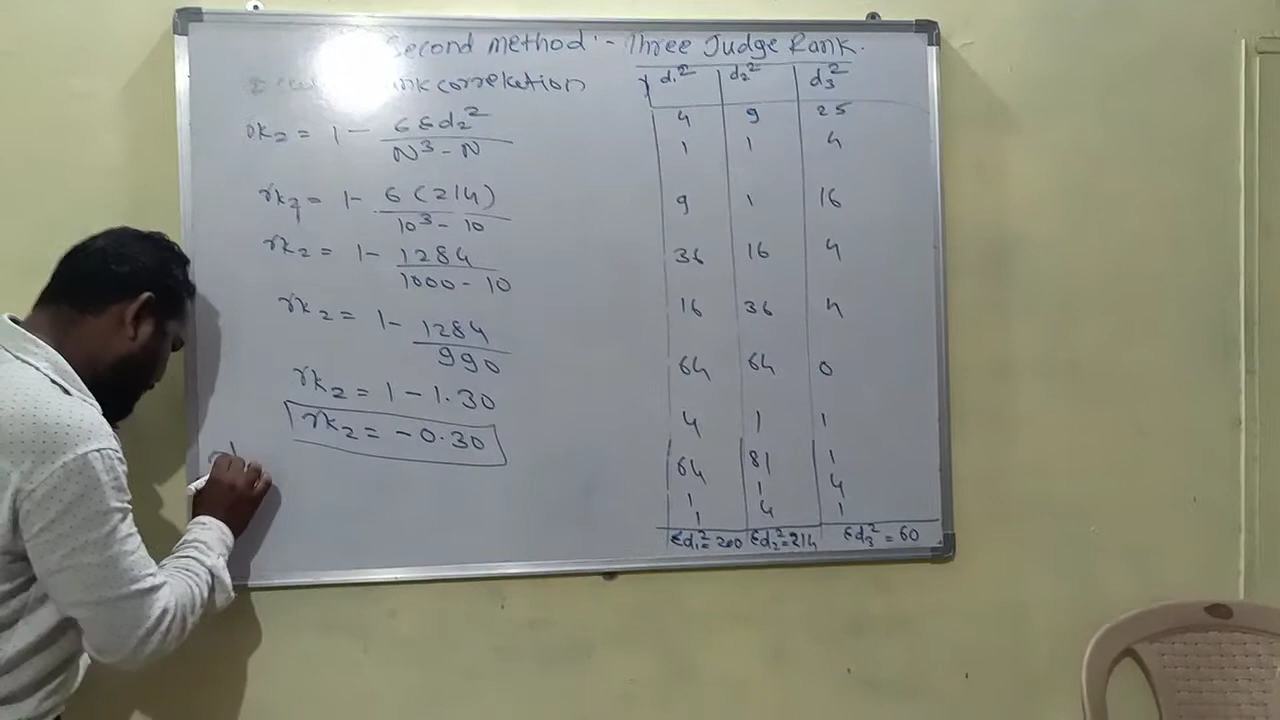 Second method :- Three Judge Rank.
correlation
rk₂ = 1 - 6Σd₂² / N³ - N
rk₂ = 1 - 6(214) / 10³ - 10
rk₂ = 1 - 1284 / 1000 - 10
rk₂ = 1 - 1284 / 990
rk₂ = 1 - 1.30
rk₂ = -0.30
d₁² d₂² d₃²
4 9 25
1 1 4
9 1 16
36 16 4
16 36 4
64 64 0
4 1 1
64 81 1
1 1 4
1 4 1
Σd₁² = 200 Σd₂² = 214 Σd₃² = 60